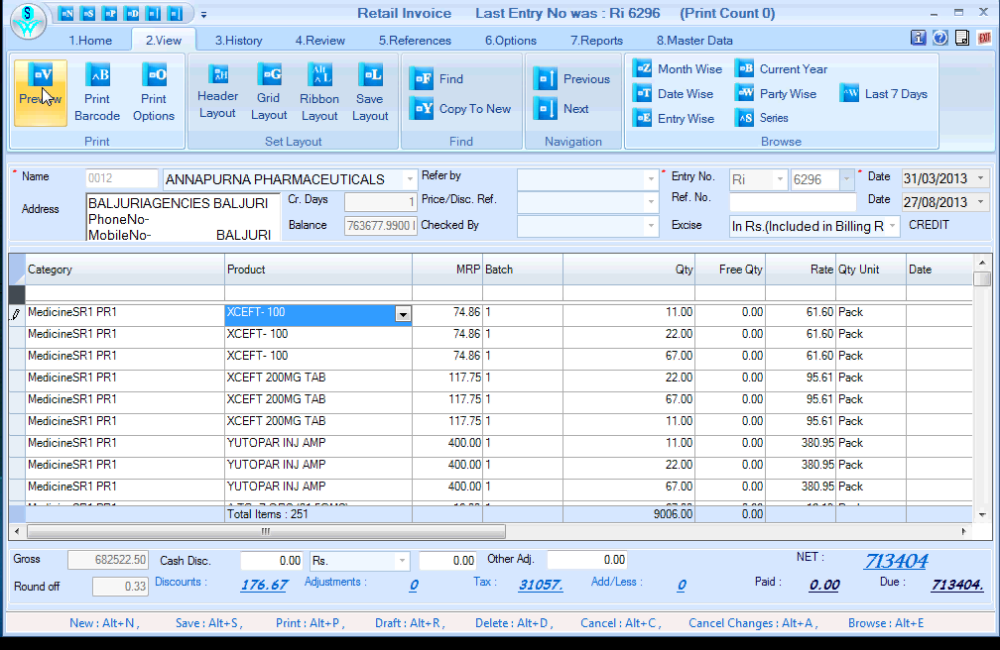 Retail Invoice Last Entry No was : Ri 6296 (Print Count 0)
1.Home 2.View 3.History 4.Review 5.References 6.Options 7.Reports 8.Master Data
Preview Print Barcode Print Options
Print
Header Layout Grid Layout Ribbon Layout Save Layout
Set Layout
Find
Copy To New
Find
Previous
Next
Navigation
Month Wise Current Year
Date Wise Party Wise Last 7 Days
Entry Wise Series
Browse
* Name 0012 ANNAPURNA PHARMACEUTICALS Refer by * Entry No. Ri 6296 * Date 31/03/2013
Address BALJURIAGENCIES BALJURI Cr. Days 1 Price/Disc. Ref. Ref. No. Date 27/08/2013
PhoneNo-
MobileNo- BALJURI Balance 763677.9900 Checked By Excise In Rs.(Included in Billing R CREDIT
Category Product MRP Batch Qty Free Qty Rate Qty Unit Date
MedicineSR1 PR1 XCEFT- 100 74.86 1 11.00 0.00 61.60 Pack
MedicineSR1 PR1 XCEFT- 100 74.86 1 22.00 0.00 61.60 Pack
MedicineSR1 PR1 XCEFT- 100 74.86 1 67.00 0.00 61.60 Pack
MedicineSR1 PR1 XCEFT 200MG TAB 117.75 1 22.00 0.00 95.61 Pack
MedicineSR1 PR1 XCEFT 200MG TAB 117.75 1 67.00 0.00 95.61 Pack
MedicineSR1 PR1 XCEFT 200MG TAB 117.75 1 11.00 0.00 95.61 Pack
MedicineSR1 PR1 YUTOPAR INJ AMP 400.00 1 11.00 0.00 380.95 Pack
MedicineSR1 PR1 YUTOPAR INJ AMP 400.00 1 22.00 0.00 380.95 Pack
MedicineSR1 PR1 YUTOPAR INJ AMP 400.00 1 67.00 0.00 380.95 Pack
Total Items : 251 9006.00 0.00
Gross 682522.50 Cash Disc. 0.00 Rs. 0.00 Other Adj. 0.00 NET : 713404
Round off 0.33 Discounts : 176.67 Adjustments : 0 Tax : 31057. Add/Less : 0 Paid : 0.00 Due : 713404.
New : Alt+N , Save : Alt+S , Print : Alt+P , Draft : Alt+R , Delete : Alt+D , Cancel : Alt+C , Cancel Changes : Alt+A , Browse : Alt+E